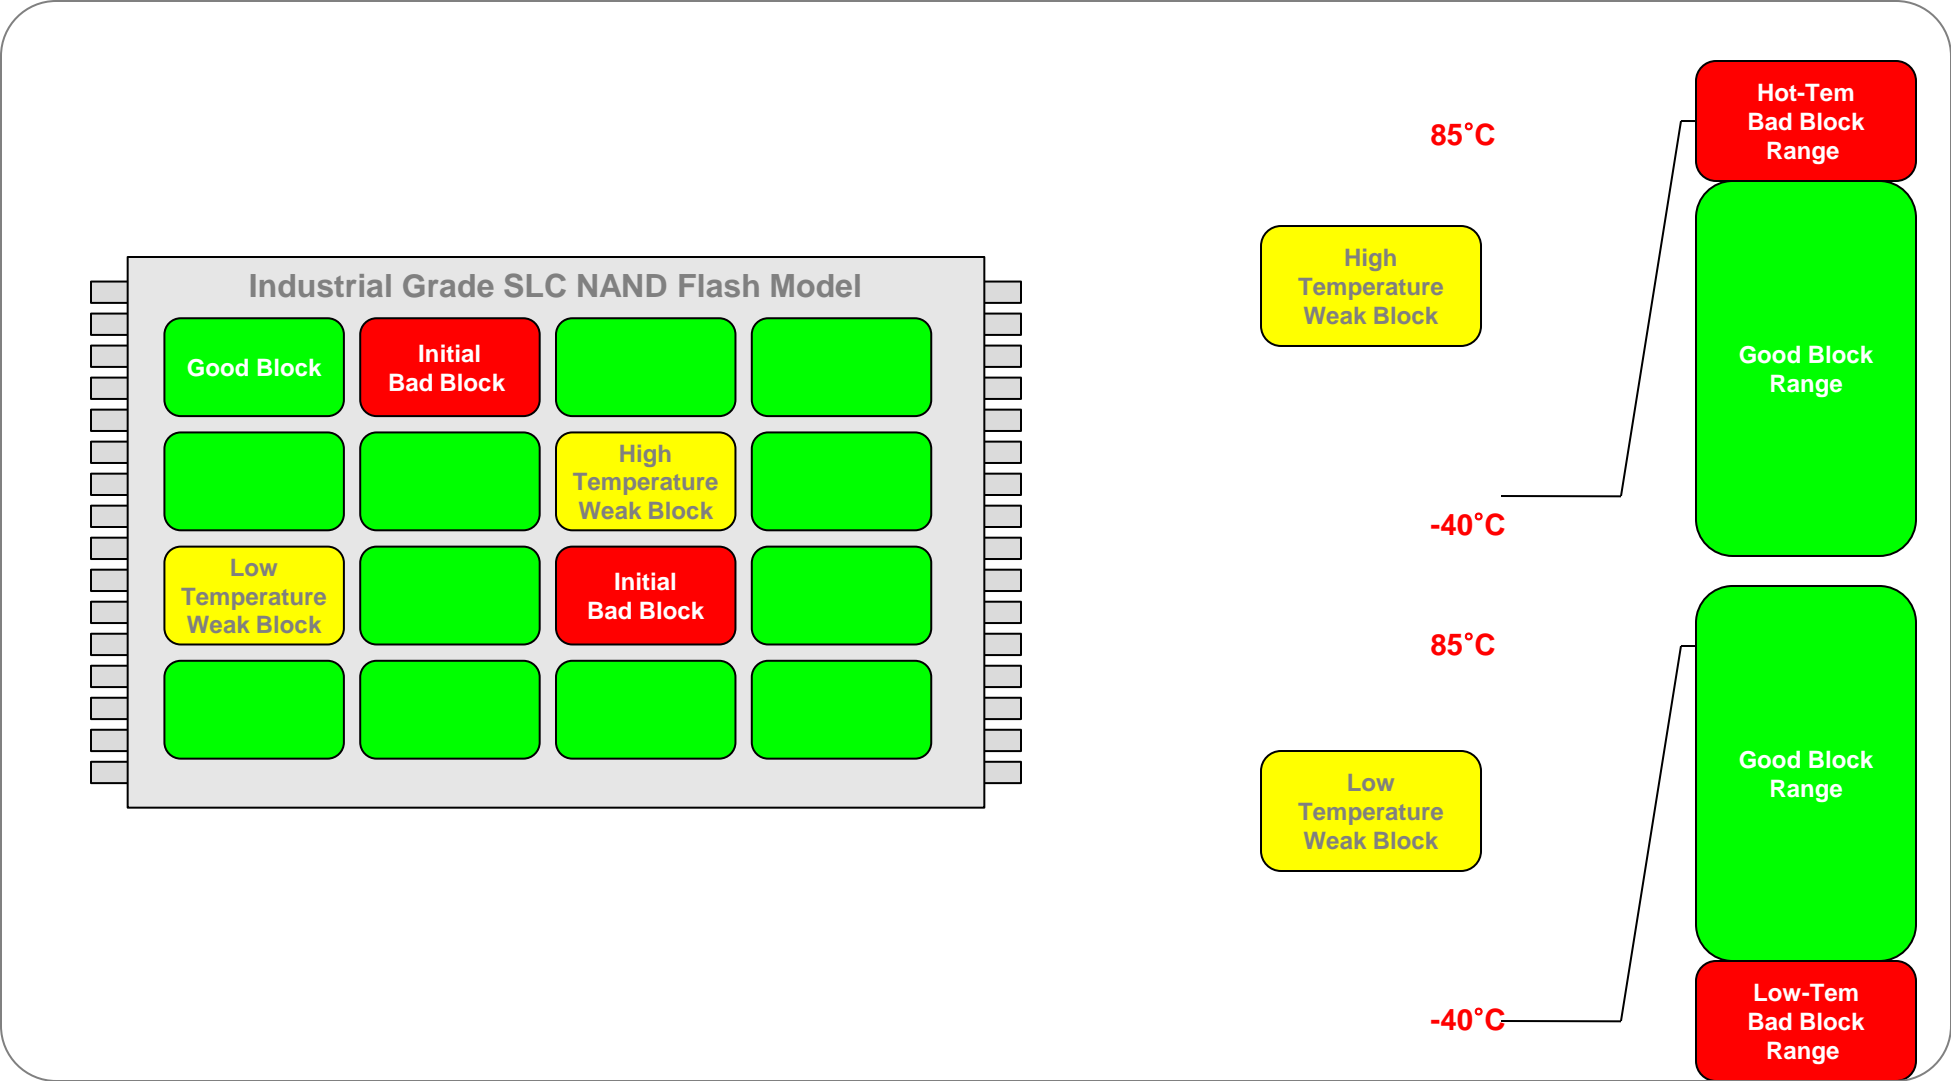 Industrial Grade SLC NAND Flash Model
Good Block
Initial
Bad Block
High
Temperature
Weak Block
Low
Temperature
Weak Block
Initial
Bad Block
85°C
High
Temperature
Weak Block
-40°C
Hot-Tem
Bad Block
Range
Good Block
Range
85°C
Low
Temperature
Weak Block
-40°C
Good Block
Range
Low-Tem
Bad Block
Range